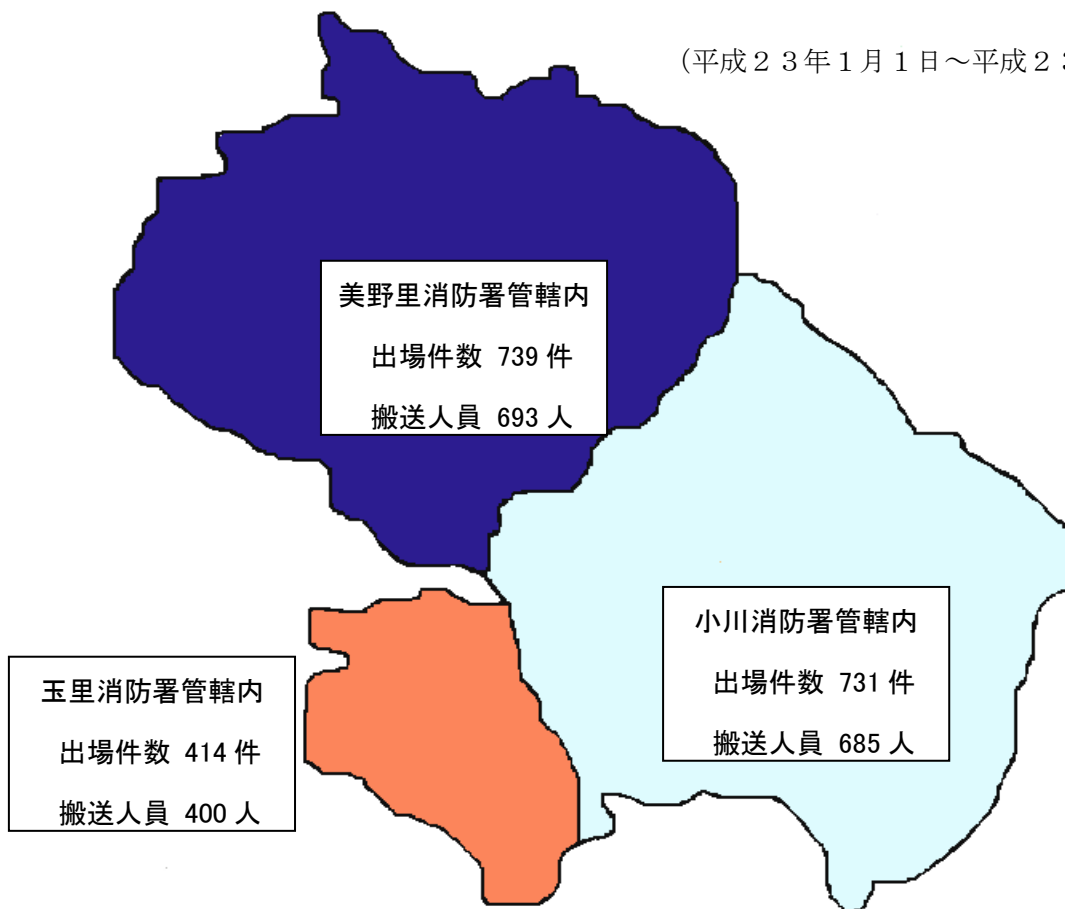 (平成２３年１月１日～平成２３
美野里消防署管轄内
出場件数 739 件
搬送人員 693 人
小川消防署管轄内
出場件数 731 件
搬送人員 685 人
玉里消防署管轄内
出場件数 414 件
搬送人員 400 人